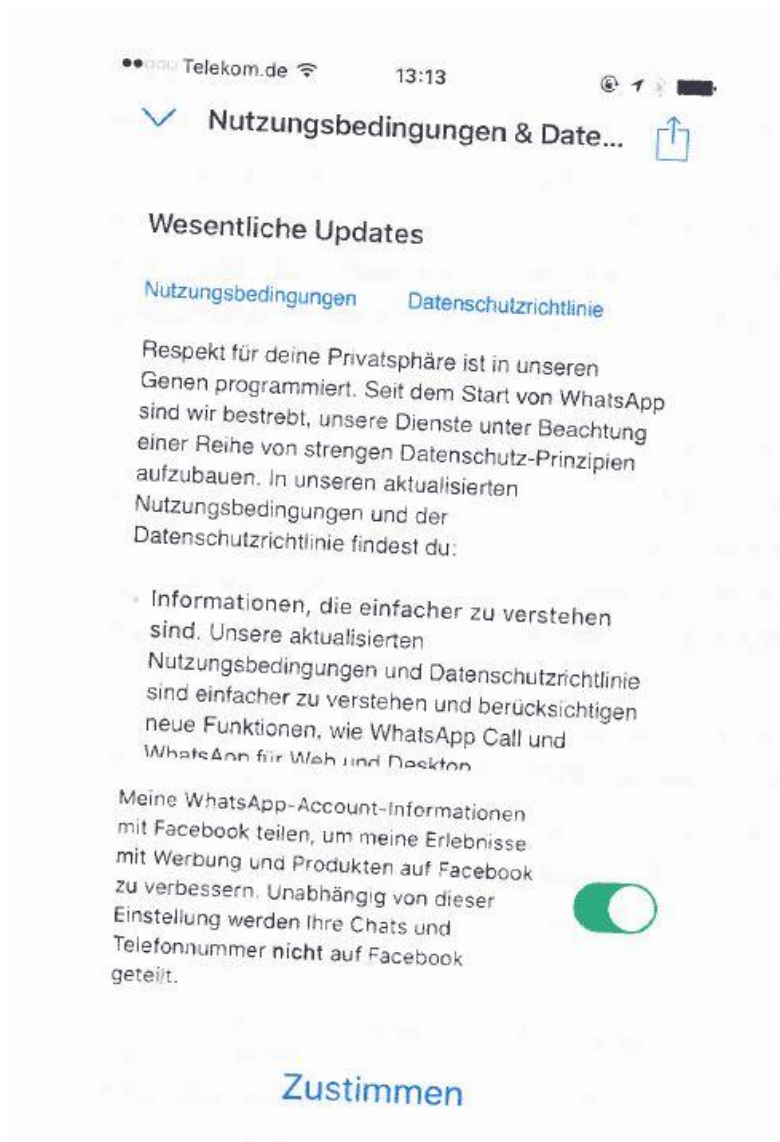 Telekom.de 13:13
Nutzungsbedingungen & Date...
Wesentliche Updates
Nutzungsbedingungen Datenschutzrichtlinie
Respekt für deine Privatsphäre ist in unseren
Genen programmiert. Seit dem Start von WhatsApp
sind wir bestrebt, unsere Dienste unter Beachtung
einer Reihe von strengen Datenschutz-Prinzipien
aufzubauen. In unseren aktualisierten
Nutzungsbedingungen und der
Datenschutzrichtlinie findest du:
Informationen, die einfacher zu verstehen
sind. Unsere aktualisierten
Nutzungsbedingungen und Datenschutzrichtlinie
sind einfacher zu verstehen und berücksichtigen
neue Funktionen, wie WhatsApp Call und
WhatsApp für Web und Desktop
Meine WhatsApp-Account-Informationen
mit Facebook teilen, um meine Erlebnisse
mit Werbung und Produkten auf Facebook
zu verbessern. Unabhängig von dieser
Einstellung werden Ihre Chats und
Telefonnummer nicht auf Facebook
geteilt.
Zustimmen